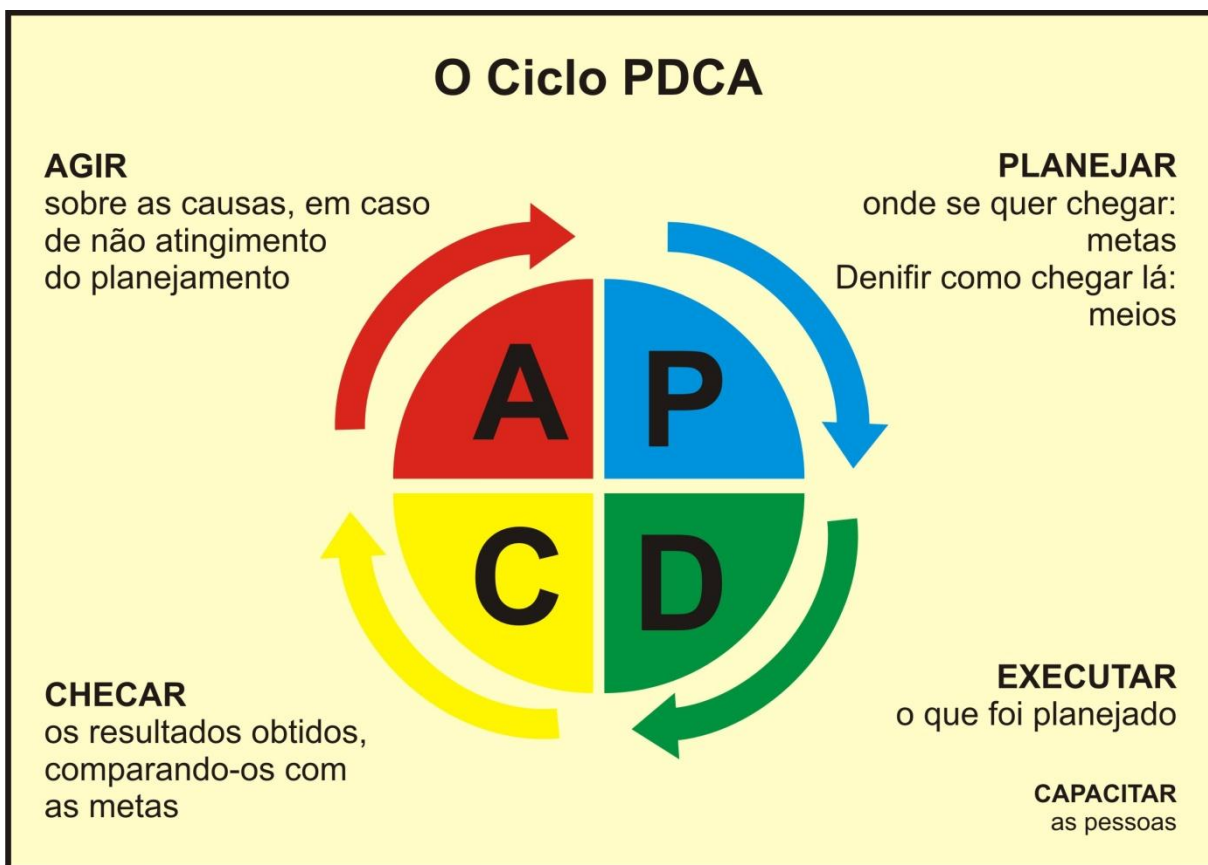 O Ciclo PDCA
AGIR
sobre as causas, em caso
de não atingimento
do planejamento
PLANEJAR
onde se quer chegar:
metas
Denifir como chegar lá:
meios
A
P
C
D
CHECAR
os resultados obtidos,
comparando-os com
as metas
EXECUTAR
o que foi planejado
CAPACITAR
as pessoas